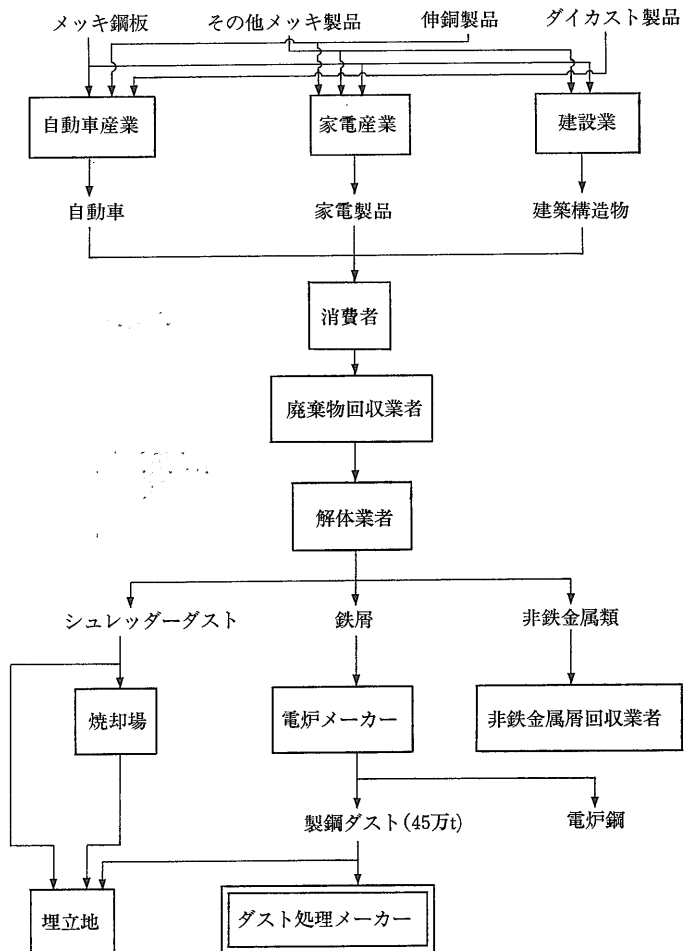 メッキ鋼板 その他メッキ製品 伸銅製品 ダイカスト製品
自動車産業 家電産業 建設業
自動車 家電製品 建築構造物
消費者
廃棄物回収業者
解体業者
シュレッダーダスト 鉄屑 非鉄金属類
焼却場 電炉メーカー 非鉄金属屑回収業者
製鋼ダスト(45万t) 電炉鋼
埋立地 ダスト処理メーカー